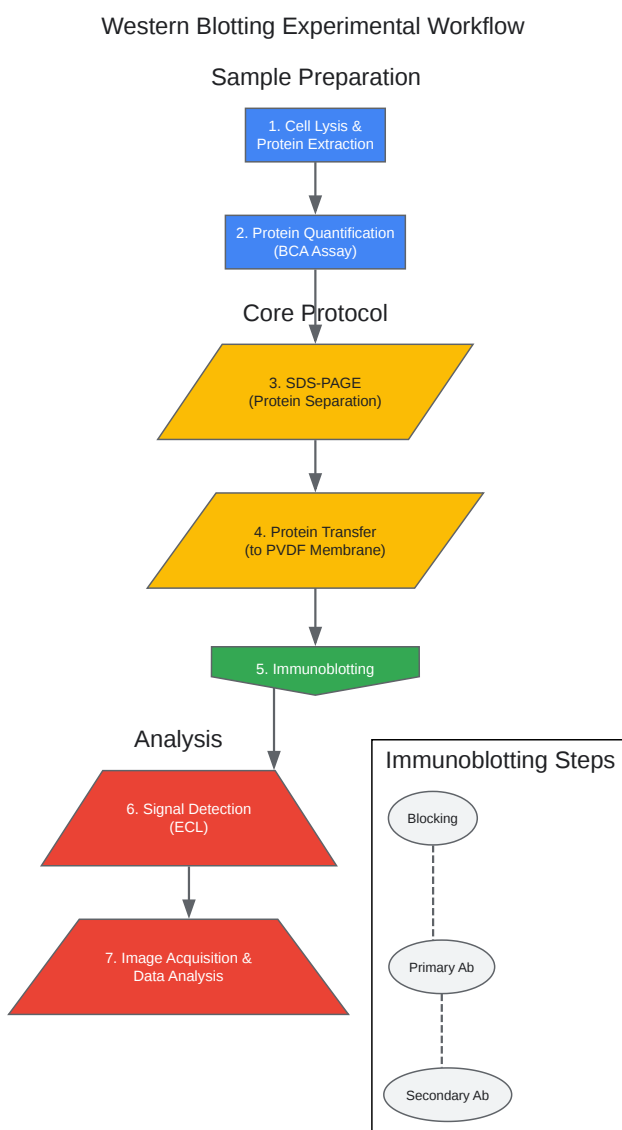 Western Blotting Experimental Workflow
Sample Preparation
1. Cell Lysis &
Protein Extraction
2. Protein Quantification
(BCA Assay)
Core Protocol
3. SDS-PAGE
(Protein Separation)
4. Protein Transfer
(to PVDF Membrane)
5. Immunoblotting
Analysis
6. Signal Detection
(ECL)
7. Image Acquisition &
Data Analysis
Immunoblotting Steps
Blocking
Primary Ab
Secondary Ab